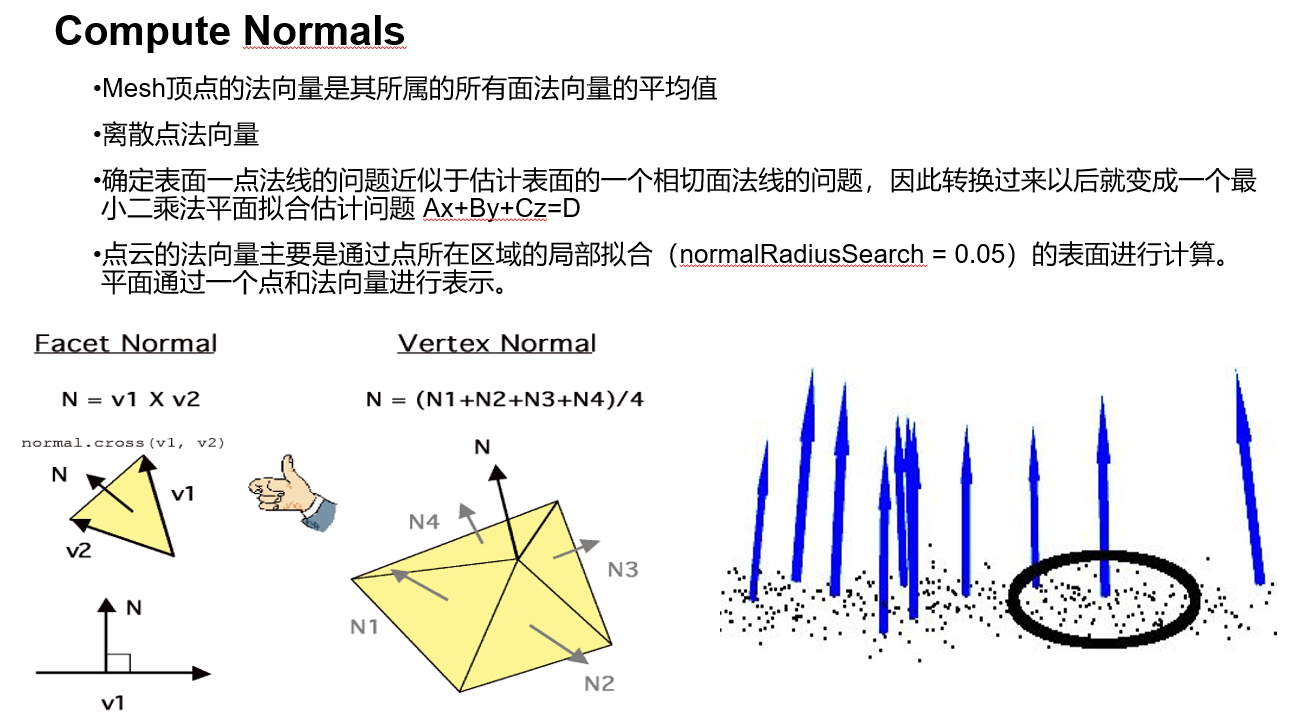 Compute Normals
•Mesh顶点的法向量是其所属的所有面法向量的平均值
•离散点法向量
•确定表面一点法线的问题近似于估计表面的一个相切面法线的问题，因此转换过来以后就变成一个最
小二乘法平面拟合估计问题 Ax+By+Cz=D
•点云的法向量主要是通过点所在区域的局部拟合（normalRadiusSearch = 0.05）的表面进行计算。
平面通过一个点和法向量进行表示。
Facet Normal
N = v1 X v2
normal.cross(v1, v2)
N
v1
v2
N
v1
Vertex Normal
N = (N1+N2+N3+N4)/4
N
N4
N3
N1
N2